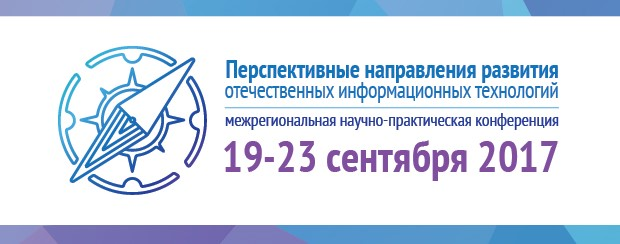 Перспективные направления развития
отечественных информационных технологий
межрегиональная научно-практическая конференция
19-23 сентября 2017